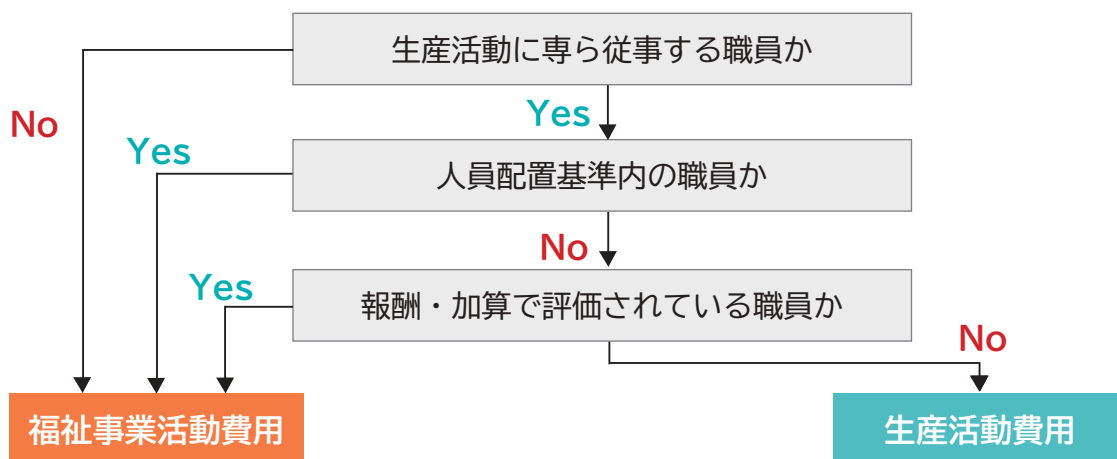 生産活動に専ら従事する職員か
No
Yes
Yes
人員配置基準内の職員か
No
Yes
報酬・加算で評価されている職員か
No
福祉事業活動費用
生産活動費用